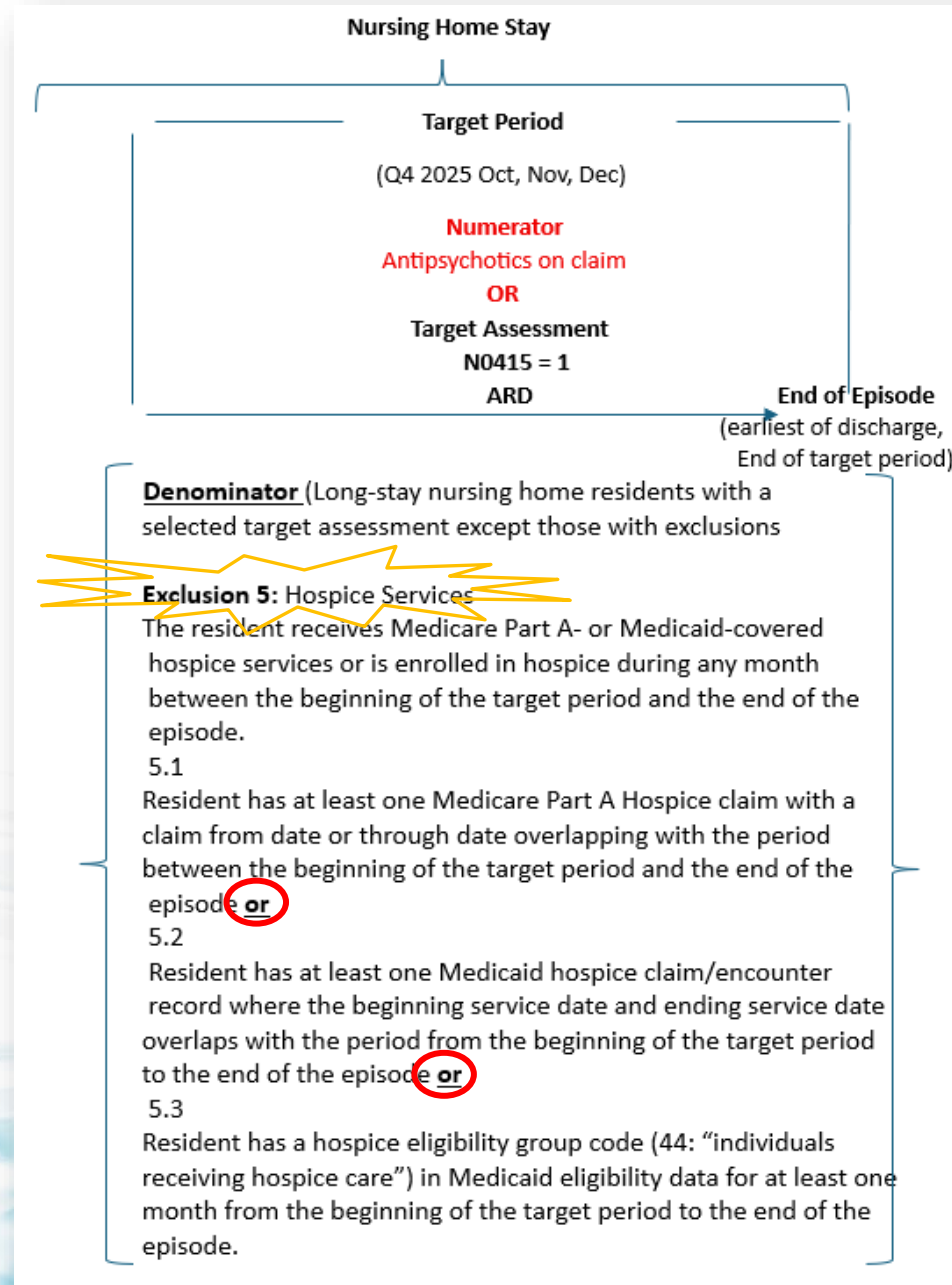 Nursing Home Stay
Target Period
(Q4 2025 Oct, Nov, Dec)
Numerator
Antipsychotics on claim
OR
Target Assessment
N0415 = 1
ARD
End of Episode
(earliest of discharge,
End of target period)
Denominator (Long-stay nursing home residents with a
selected target assessment except those with exclusions
Exclusion 5: Hospice Services
The resident receives Medicare Part A- or Medicaid-covered
hospice services or is enrolled in hospice during any month
between the beginning of the target period and the end of the
episode.
5.1
Resident has at least one Medicare Part A Hospice claim with a
claim from date or through date overlapping with the period
between the beginning of the target period and the end of the
episode or
5.2
Resident has at least one Medicaid hospice claim/encounter
record where the beginning service date and ending service date
overlaps with the period from the beginning of the target period
to the end of the episode or
5.3
Resident has a hospice eligibility group code (44: “individuals
receiving hospice care”) in Medicaid eligibility data for at least one
month from the beginning of the target period to the end of the
episode.